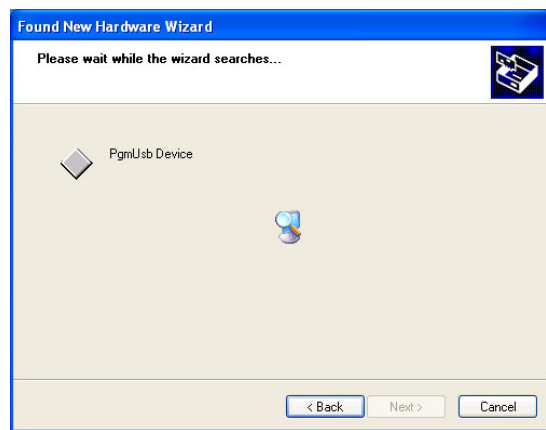 Found New Hardware Wizard
Please wait while the wizard searches...
PgmUsb Device
< Back Next > Cancel